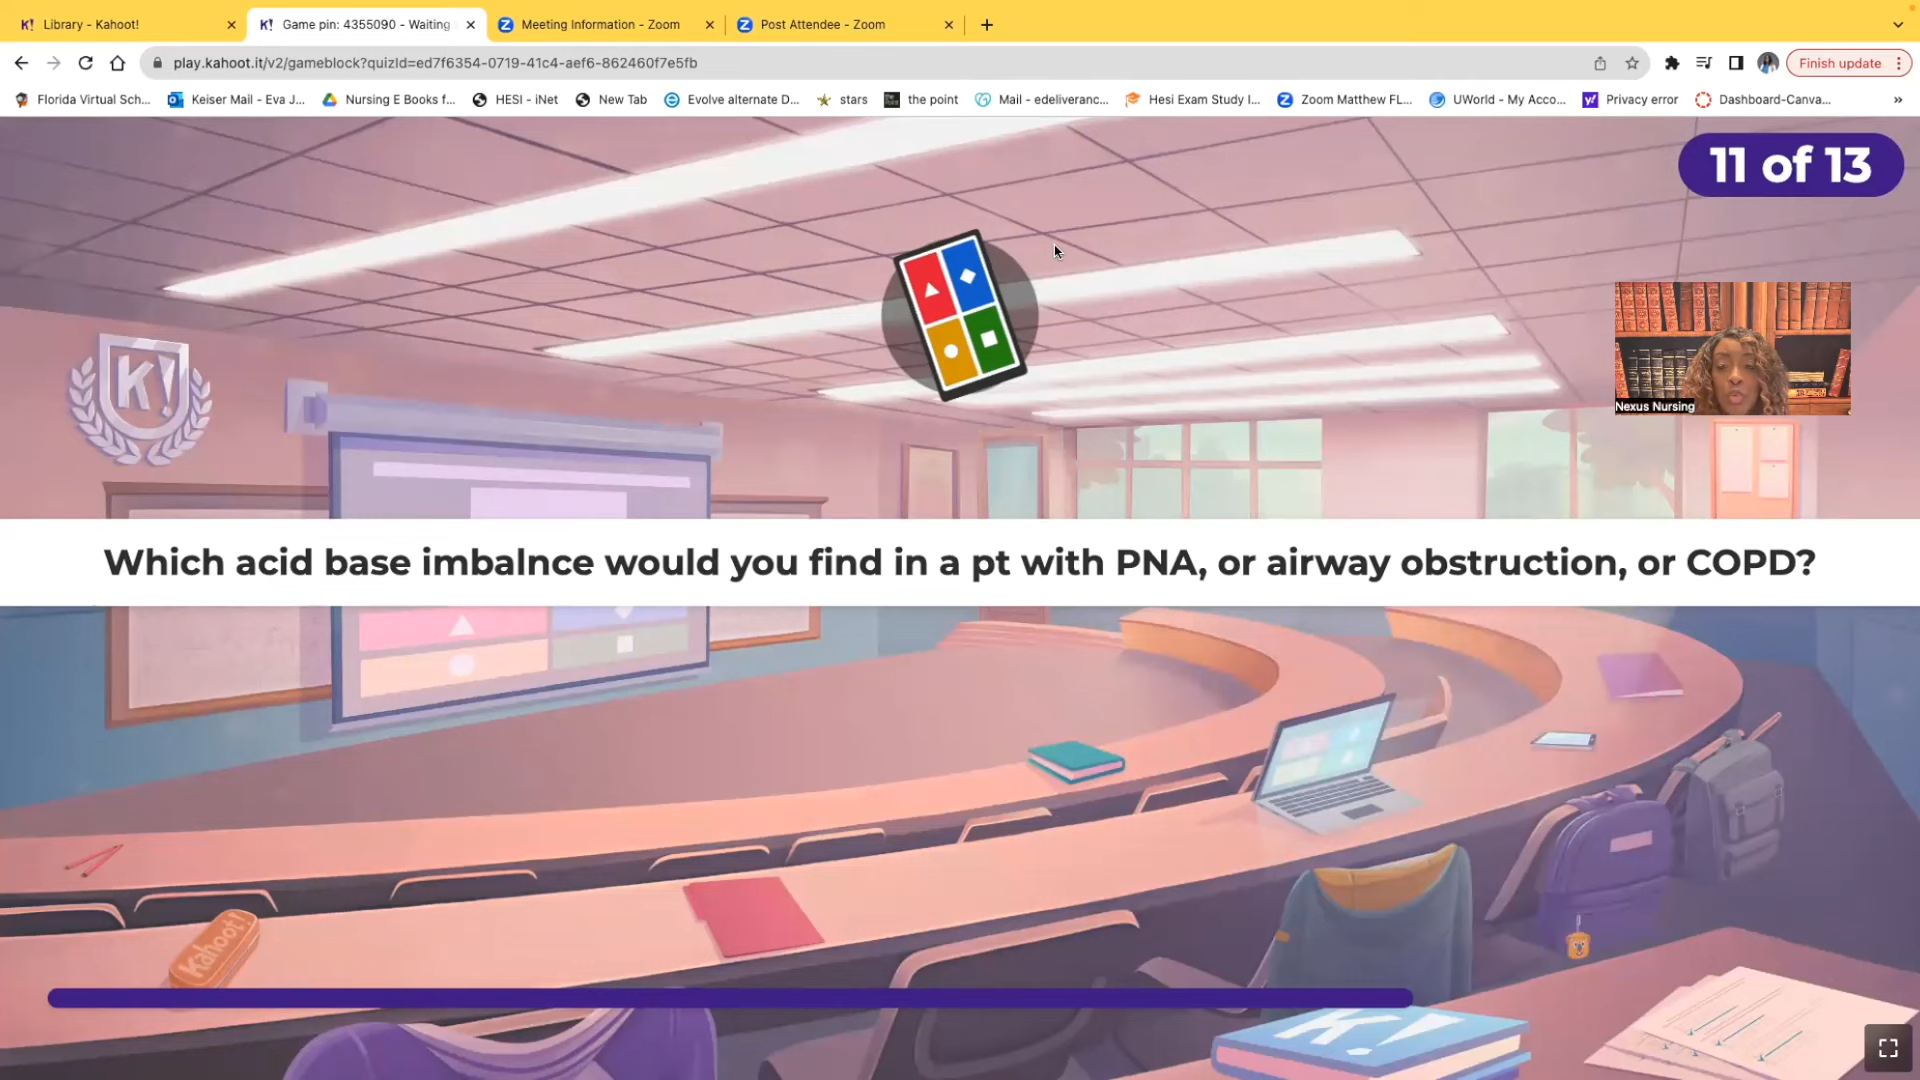 Library - Kahoot!
Game pin: 4355090 - Waiting
Meeting Information - Zoom
Post Attendee - Zoom
play.kahoot.it/v2/gameblock?quizId=ed7f6354-0719-41c4-aef6-862460f7e5fb
Finish update
Florida Virtual Sch...
Keiser Mail - Eva J...
Nursing E Books f...
HESI - iNet
New Tab
Evolve alternate D...
stars
the point
Mail - edeliveranc...
Hesi Exam Study I...
Zoom Matthew FL...
UWorld - My Acco...
Privacy error
Dashboard-Canva...
11 of 13
K!
Nexus Nursing
Which acid base imbalnce would you find in a pt with PNA, or airway obstruction, or COPD?
Kahoot!
K!